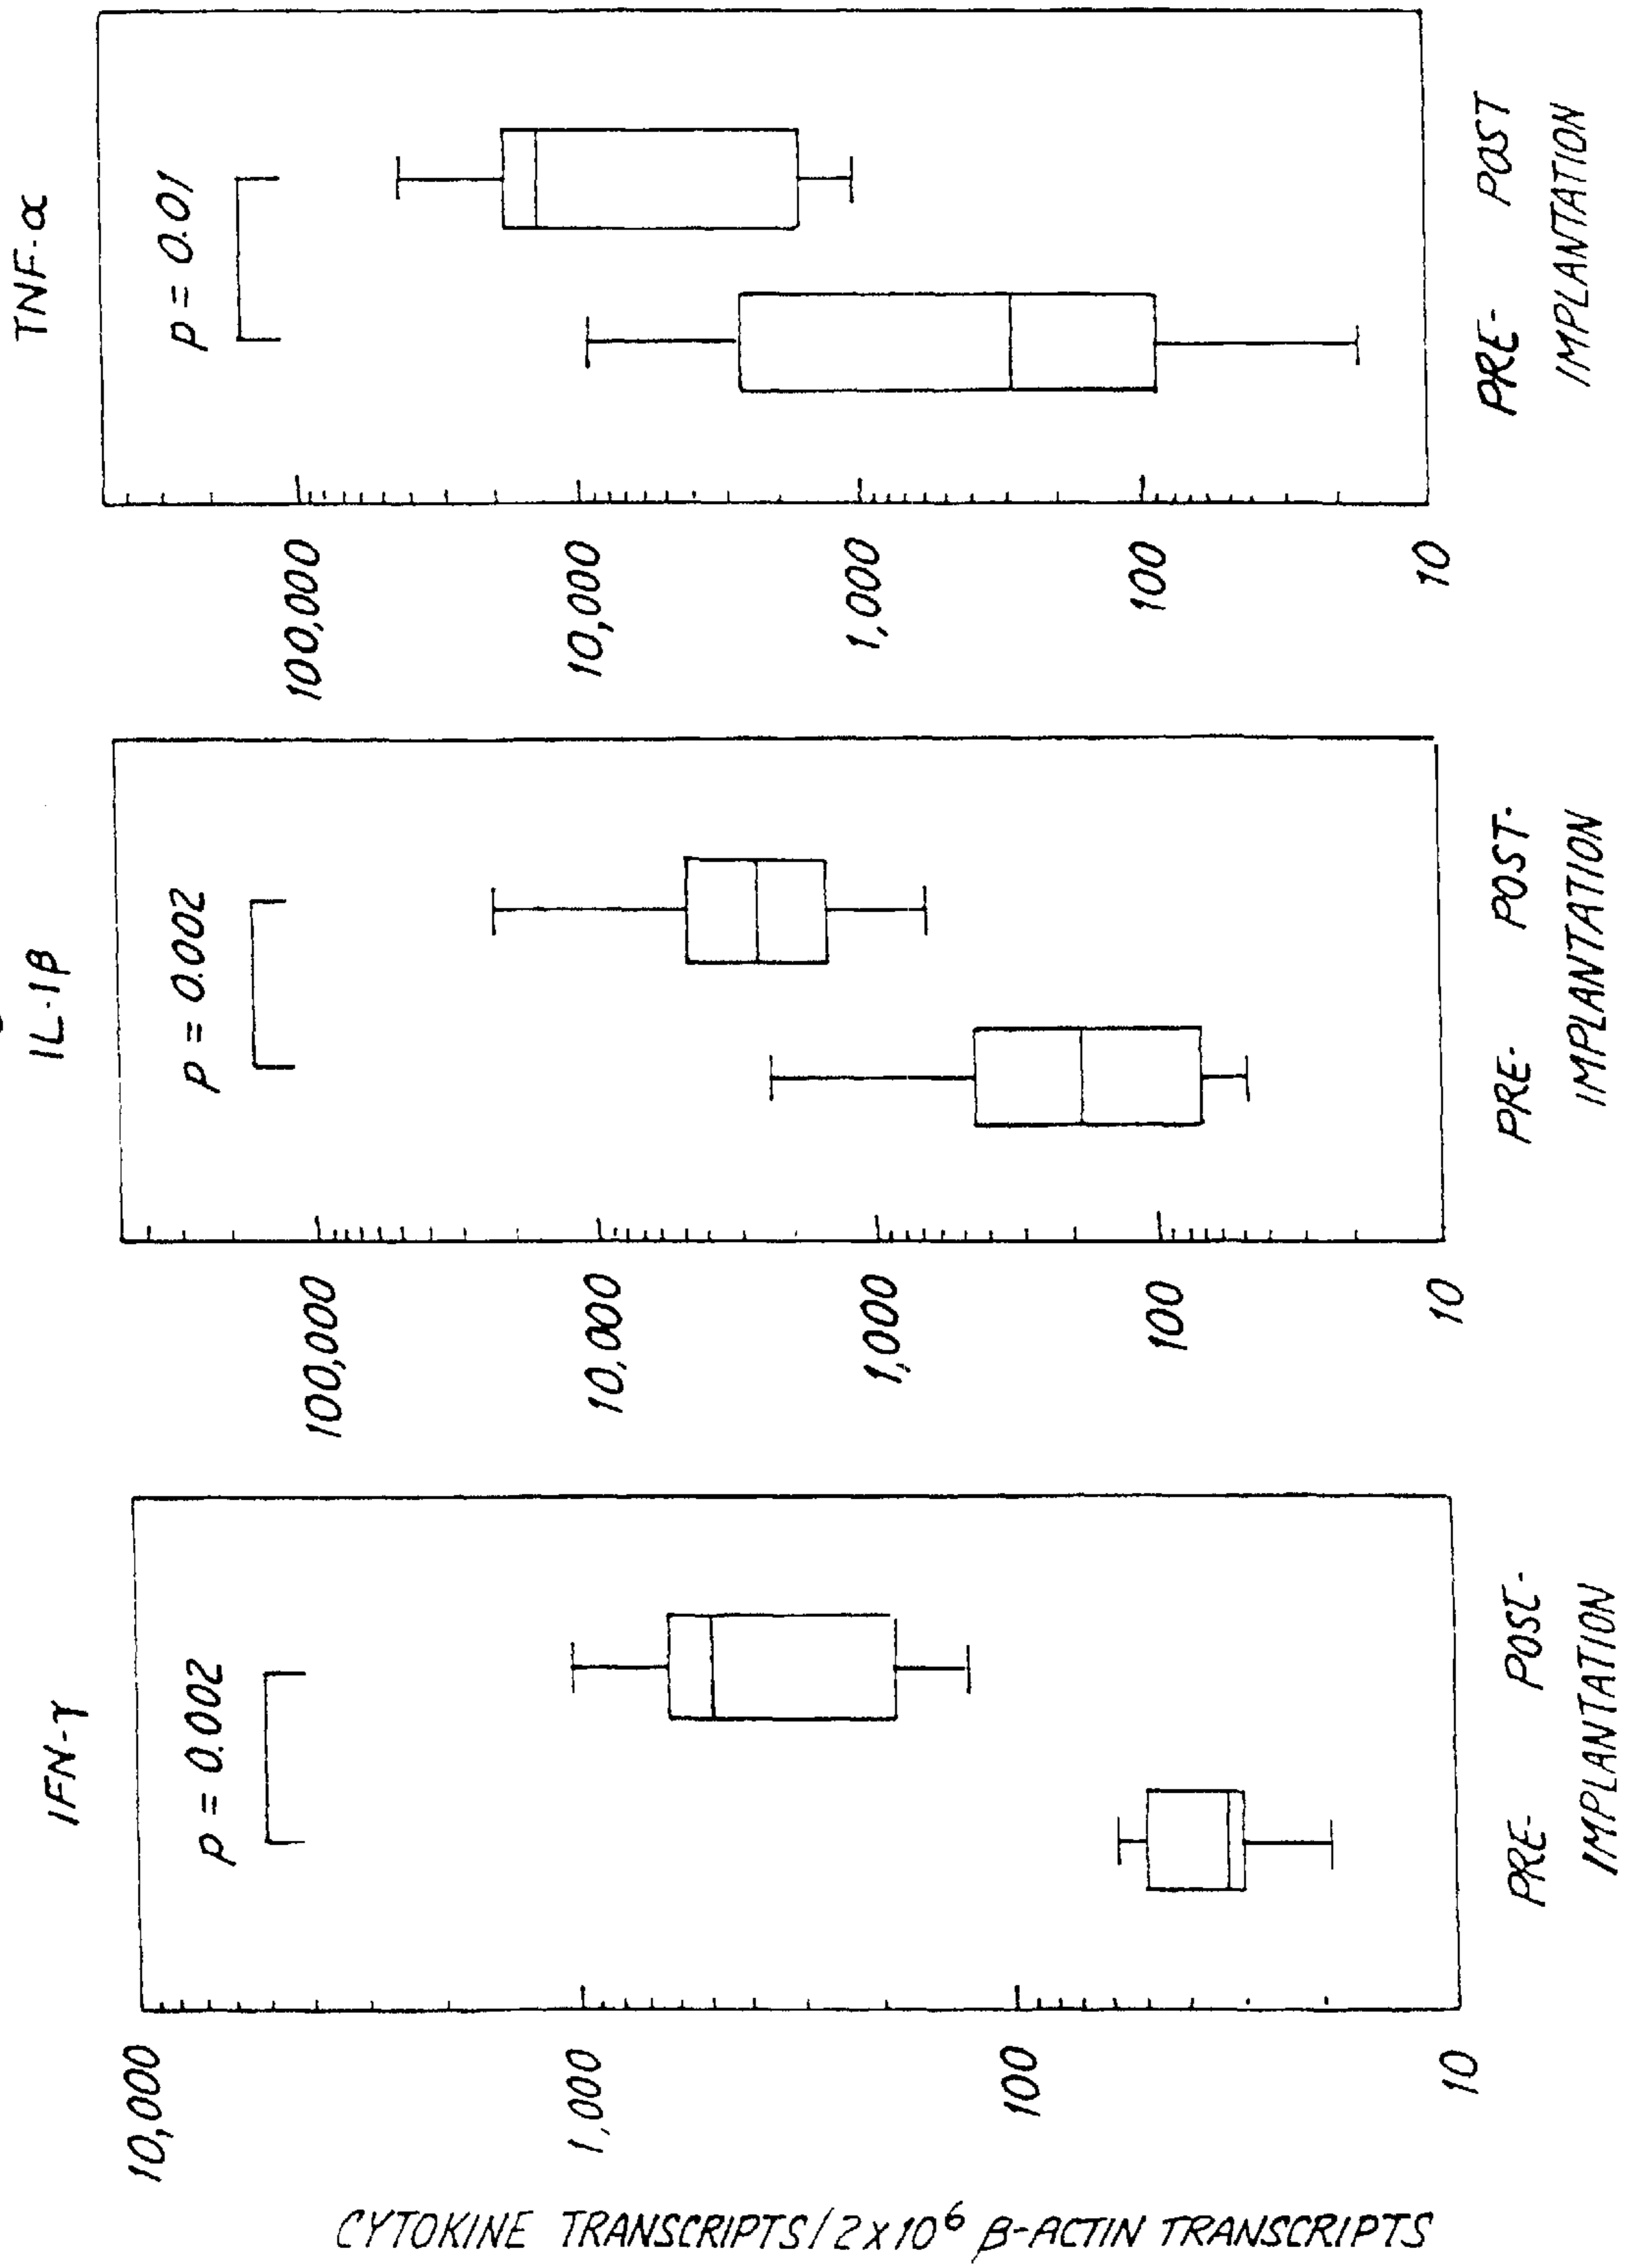 CYTOKINE TRANSCRIPTS/2x10⁶ β-ACTIN TRANSCRIPTS
IFN-γ
p = 0.002
10,000
1,000
100
10
PRE- POST-
IMPLANTATION
IL-1β
p = 0.002
100,000
10,000
1,000
100
10
PRE- POST-
IMPLANTATION
TNF-α
p = 0.01
100,000
10,000
1,000
100
10
PRE- POST
IMPLANTATION